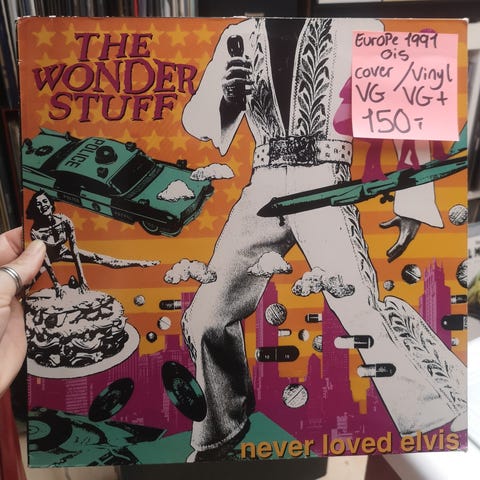 THE
WONDER
STUFF
Europe 1991
ois
cover / Vinyl
VG / VG+
150,-
POLICE
never loved elvis